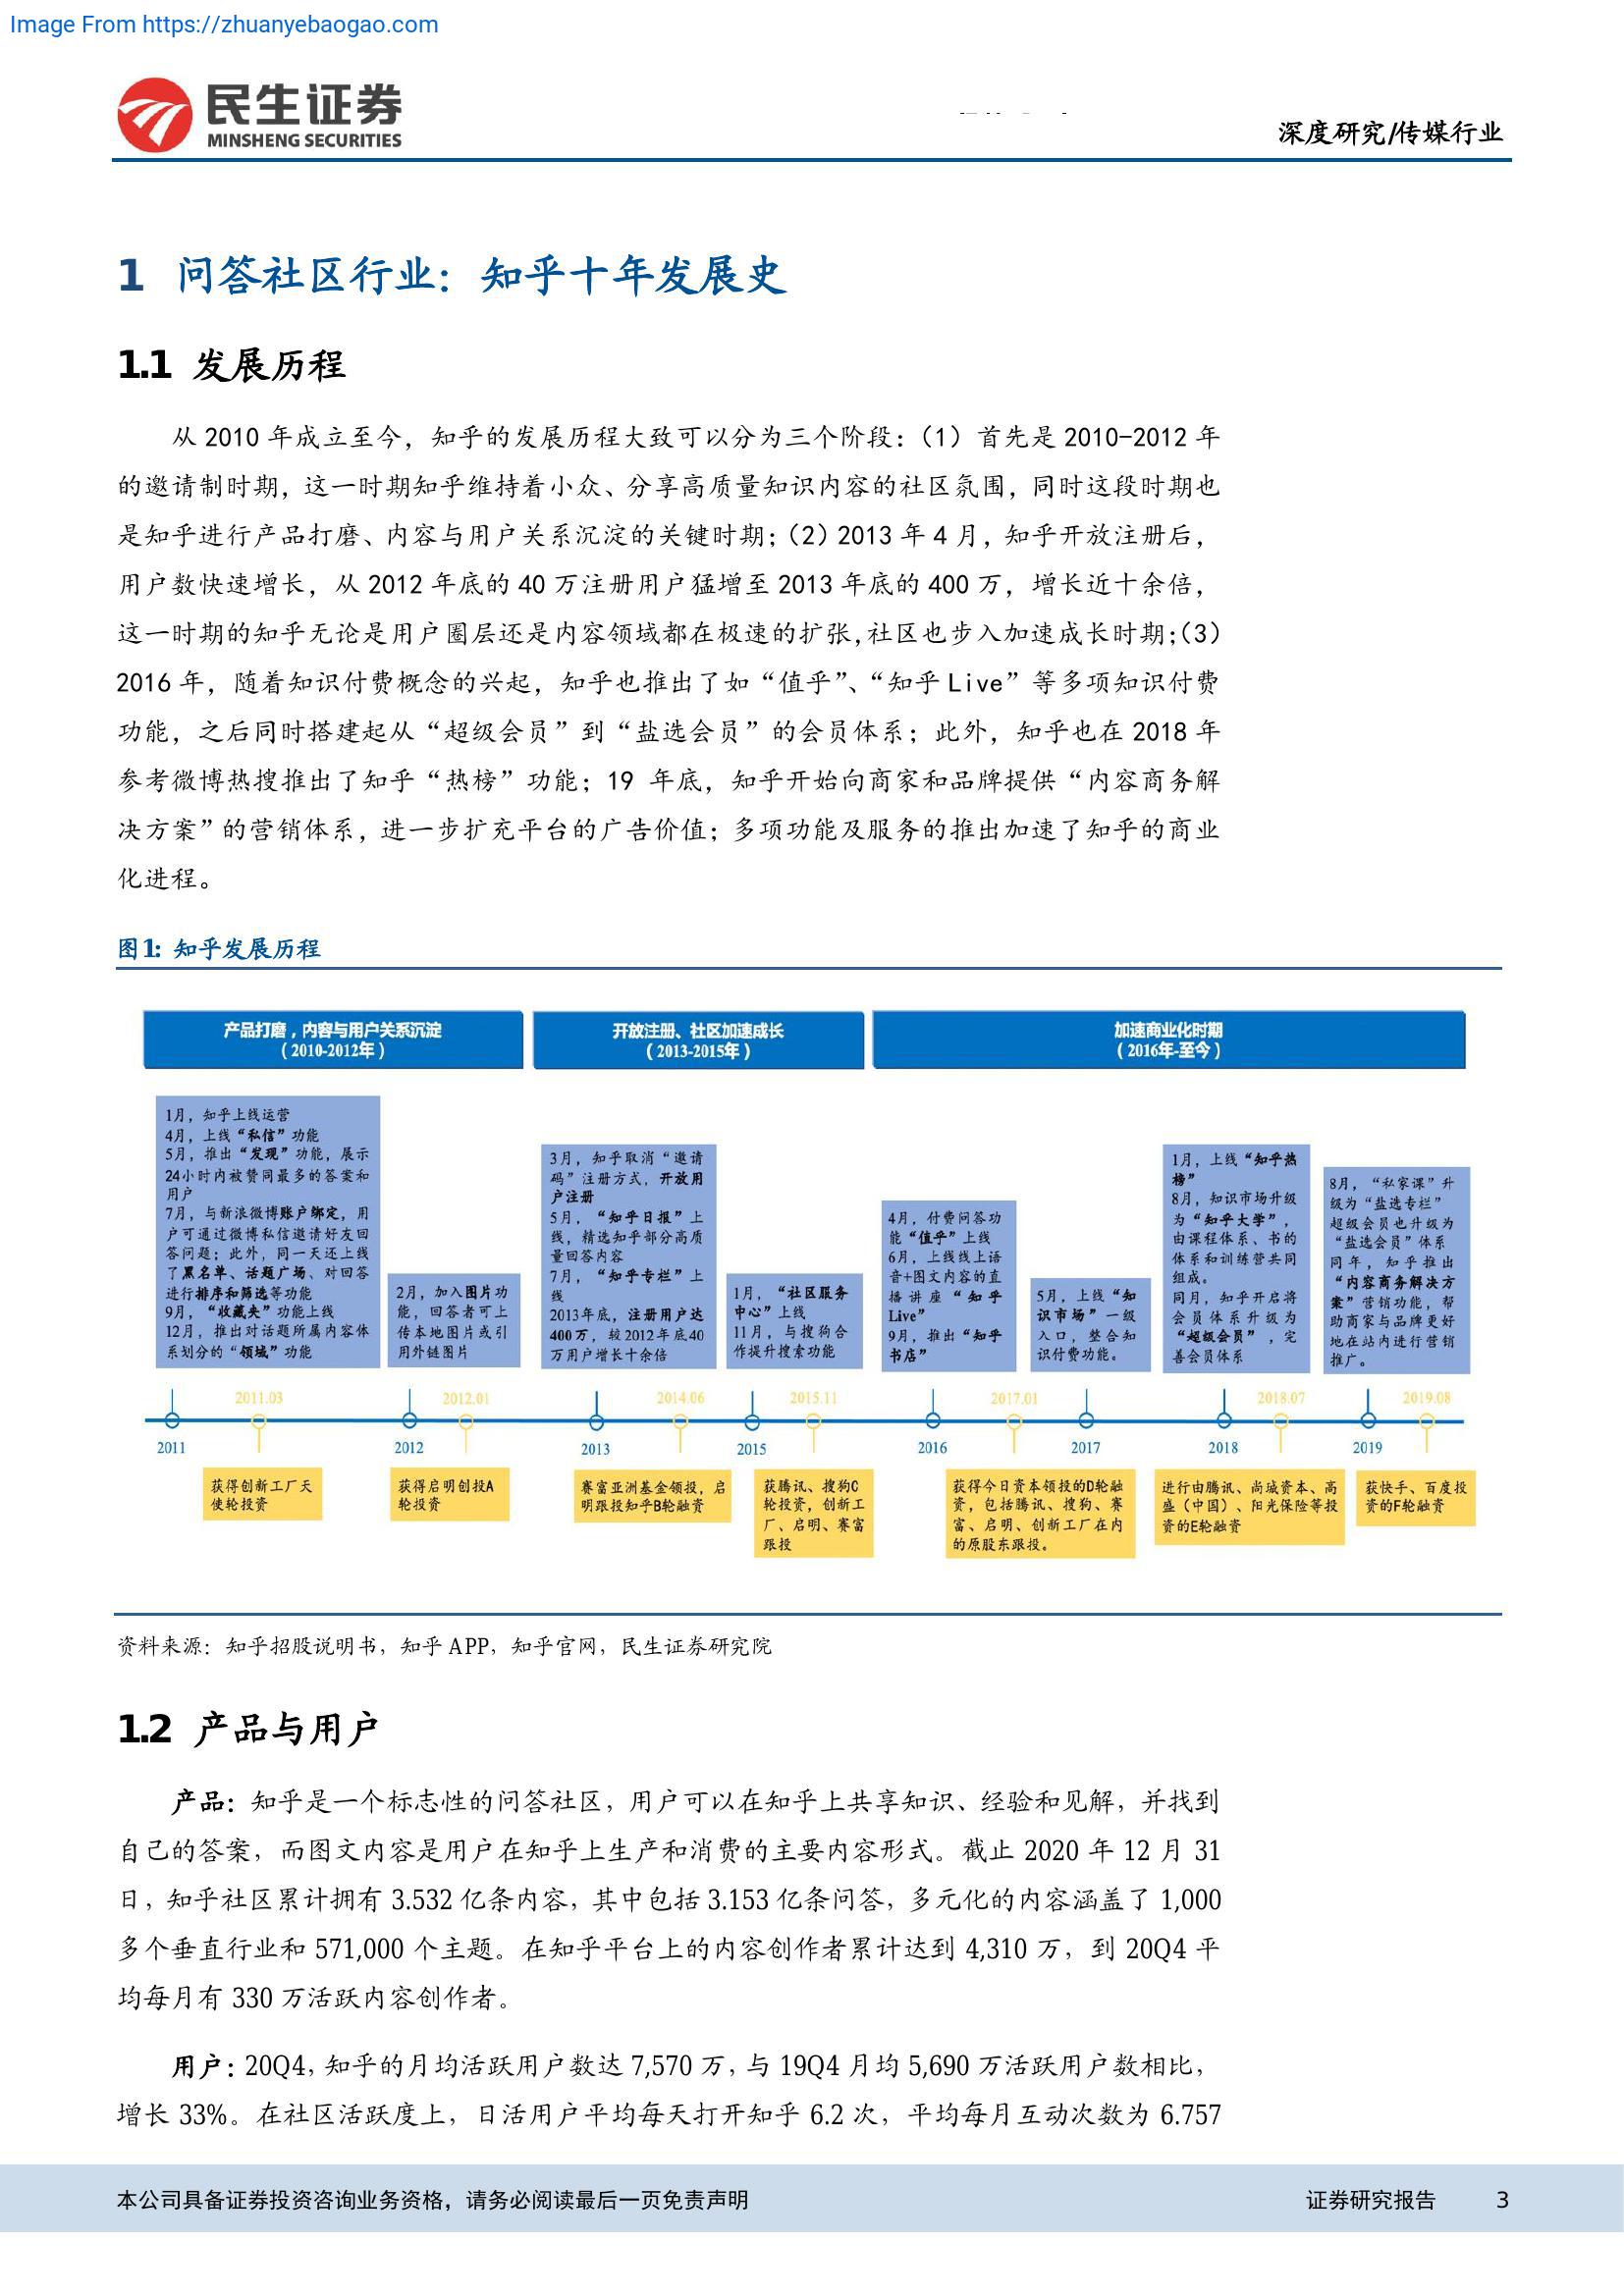 Image From https://zhuanyebaogao.com
民生证券
MINSHENG SECURITIES
深度研究/传媒行业
1 问答社区行业：知乎十年发展史
1.1 发展历程
从 2010 年成立至今，知乎的发展历程大致可以分为三个阶段：（1）首先是 2010-2012 年
的邀请制时期，这一时期知乎维持着小众、分享高质量知识内容的社区氛围，同时这段时期也
是知乎进行产品打磨、内容与用户关系沉淀的关键时期；（2）2013 年 4 月，知乎开放注册后，
用户数快速增长，从 2012 年底的 40 万注册用户猛增至 2013 年底的 400 万，增长近十余倍，
这一时期的知乎无论是用户圈层还是内容领域都在极速的扩张，社区也步入加速成长时期；（3）
2016 年，随着知识付费概念的兴起，知乎也推出了如“值乎”、“知乎 Live”等多项知识付费
功能，之后同时搭建起从“超级会员”到“盐选会员”的会员体系；此外，知乎也在 2018 年
参考微博热搜推出了知乎“热榜”功能；19 年底，知乎开始向商家和品牌提供“内容商务解
决方案”的营销体系，进一步扩充平台的广告价值；多项功能及服务的推出加速了知乎的商业
化进程。
图1: 知乎发展历程
产品打磨，内容与用户关系沉淀
（2010-2012年）
开放注册、社区加速成长
（2013-2015年）
加速商业化时期
（2016年-至今）
1月，知乎上线运营
4月，上线“私信”功能
5月，推出“发现”功能，展示
24小时内被赞同最多的答案和
用户
7月，与新浪微博账户绑定，用
户可通过微博私信邀请好友回
答问题；此外，同一天还上线
了黑名单、话题广场、对回答
进行排序和筛选等功能
9月，“收藏夹”功能上线
12月，推出对话题所属内容体
系划分的“领域”功能
2月，加入图片功
能，回答者可上
传本地图片或引
用外链图片
3月，知乎取消“邀请
码”注册方式，开放用
户注册
5月，“知乎日报”上
线，精选知乎部分高质
量回答内容
7月，“知乎专栏”上
线
2013年底，注册用户达
400万，较2012年底40
万用户增长十余倍
1月，“社区服务
中心”上线
11月，与搜狗合
作提升搜索功能
4月，付费问答功
能“值乎”上线
6月，上线线上语
音+图文内容的直
播讲座“知乎
Live”
9月，推出“知乎
书店”
5月，上线“知
识市场”一级
入口，整合知
识付费功能。
1月，上线“知乎热
榜”
8月，知识市场升级
为“知乎大学”，
由课程体系、书的
体系和训练营共同
组成。
同月，知乎开启将
会员体系升级为
“超级会员”，完
善会员体系
8月，“私家课”升
级为“盐选专栏”
超级会员也升级为
“盐选会员”体系
同年，知乎推出
“内容商务解决方
案”营销功能，帮
助商家与品牌更好
地在站内进行营销
推广。
2011.03
2012.01
2014.06
2015.11
2017.01
2018.07
2019.08
2011
2012
2013
2015
2016
2017
2018
2019
获得创新工厂天
使轮投资
获得启明创投A
轮投资
赛富亚洲基金领投，启
明跟投知乎B轮融资
获腾讯、搜狗C
轮投资，创新工
厂、启明、赛富
跟投
获得今日资本领投的D轮融
资，包括腾讯、搜狗、赛
富、启明、创新工厂在内
的原股东跟投。
进行由腾讯、尚珹资本、高
盛（中国）、阳光保险等投
资的E轮融资
获快手、百度投
资的F轮融资
资料来源：知乎招股说明书，知乎 APP，知乎官网，民生证券研究院
1.2 产品与用户
产品：知乎是一个标志性的问答社区，用户可以在知乎上共享知识、经验和见解，并找到
自己的答案，而图文内容是用户在知乎上生产和消费的主要内容形式。截止 2020 年 12 月 31
日，知乎社区累计拥有 3.532 亿条内容，其中包括 3.153 亿条问答，多元化的内容涵盖了 1,000
多个垂直行业和 571,000 个主题。在知乎平台上的内容创作者累计达到 4,310 万，到 20Q4 平
均每月有 330 万活跃内容创作者。
用户：20Q4，知乎的月均活跃用户数达 7,570 万，与 19Q4 月均 5,690 万活跃用户数相比，
增长 33%。在社区活跃度上，日活用户平均每天打开知乎 6.2 次，平均每月互动次数为 6.757
本公司具备证券投资咨询业务资格，请务必阅读最后一页免责声明
证券研究报告 3